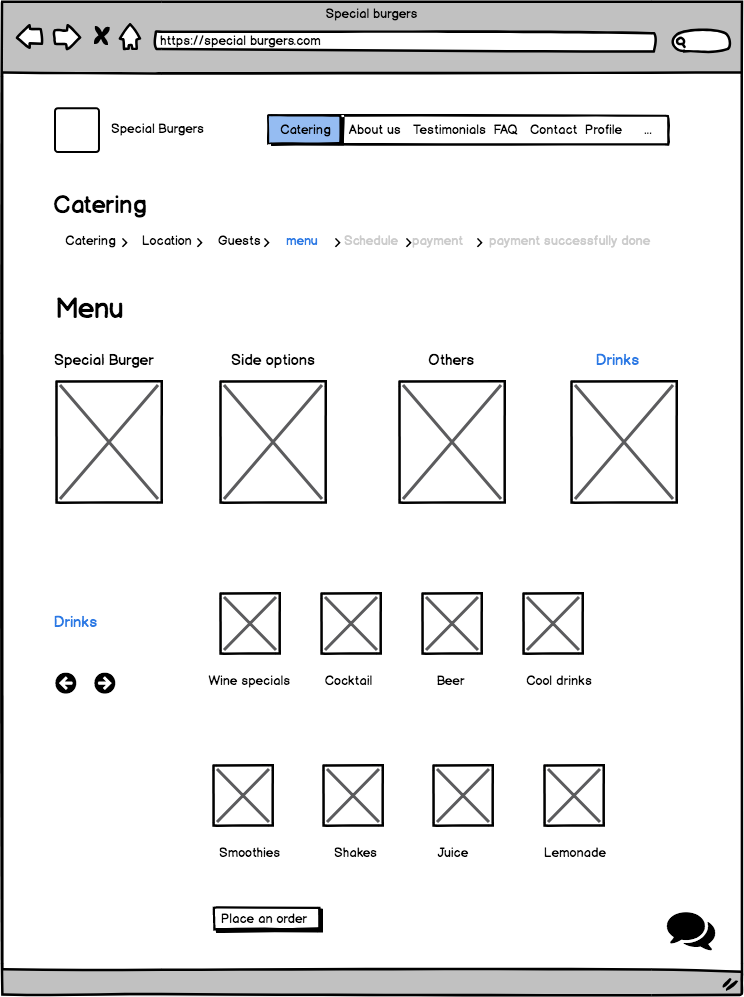 Special burgers
https://special burgers.com
Special Burgers
Catering About us Testimonials FAQ Contact Profile ...
Catering
Catering Location Guests menu Schedule payment payment successfully done
Menu
Special Burger Side options Others Drinks
Drinks
Wine specials Cocktail Beer Cool drinks
Smoothies Shakes Juice Lemonade
Place an order